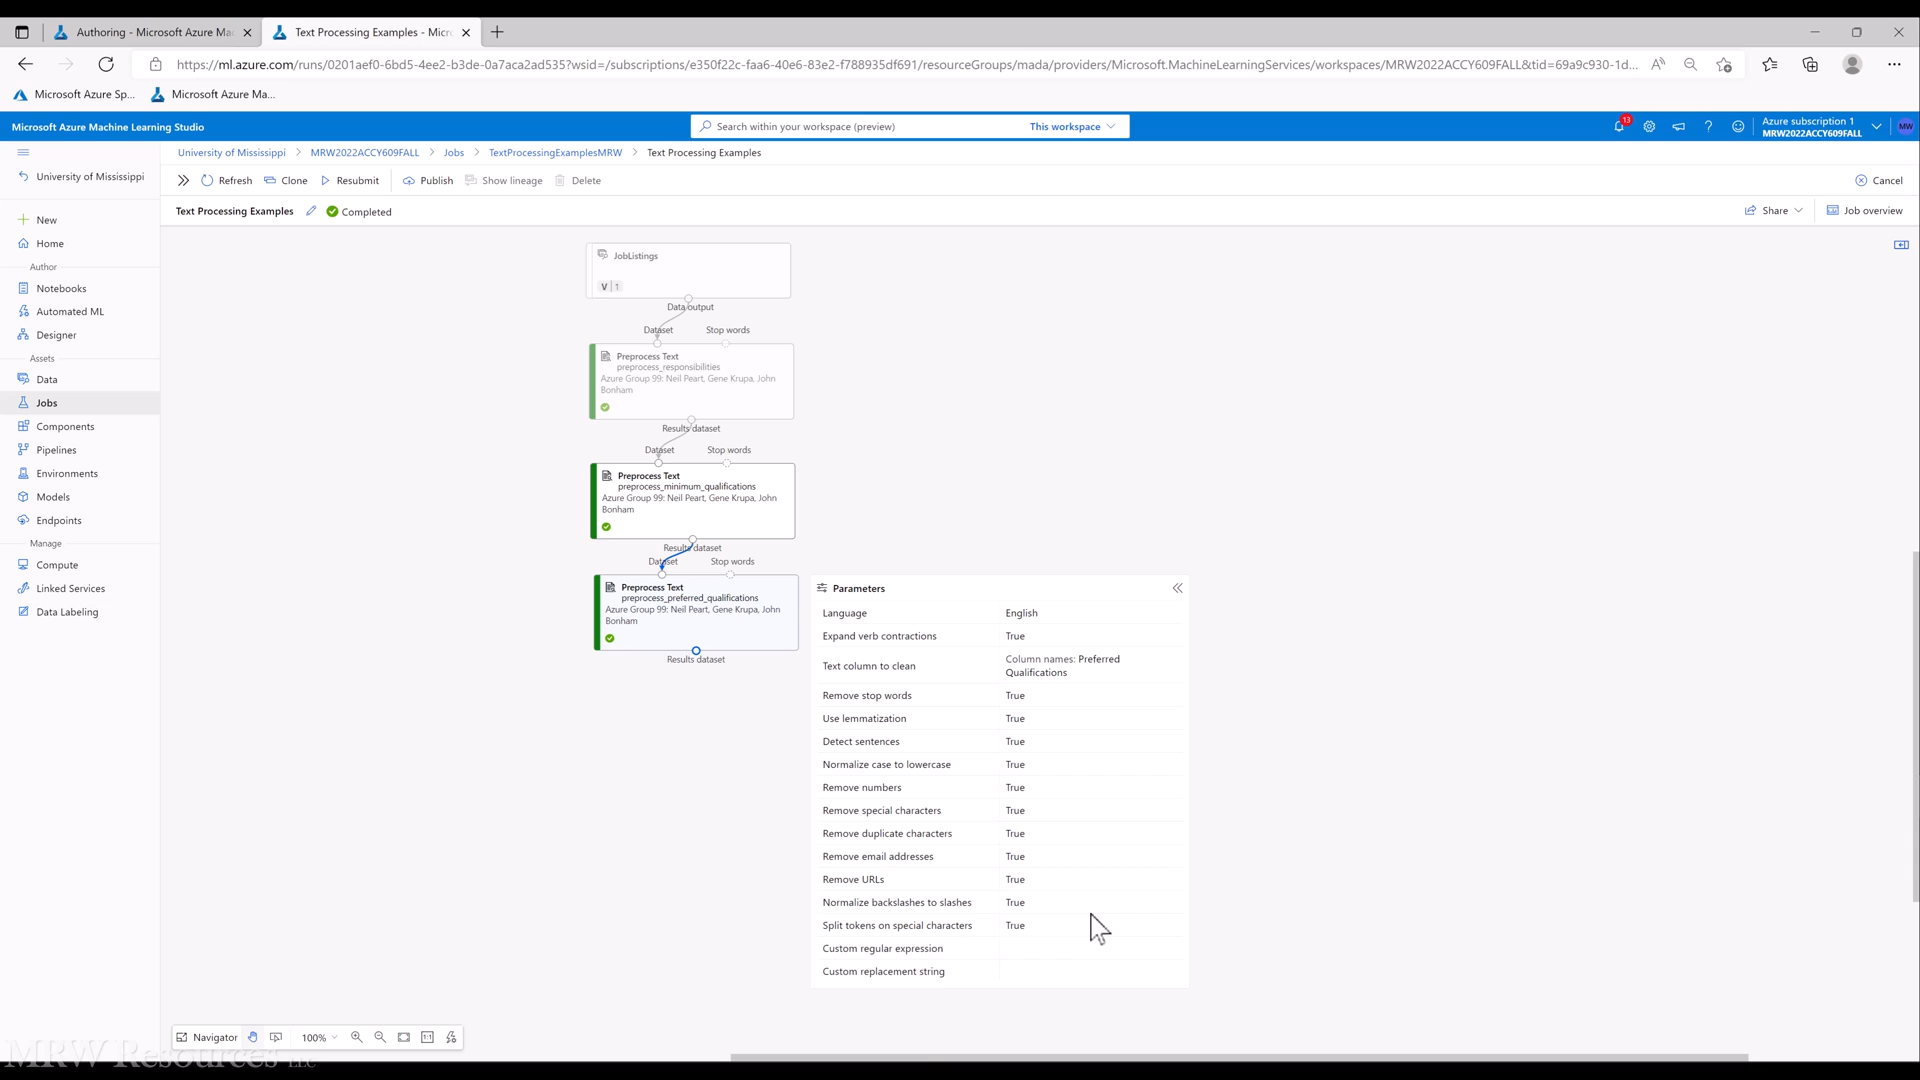 Authoring - Microsoft Azure Ma
Text Processing Examples - Micr
https://ml.azure.com/runs/0201aef0-6bd5-4ee2-b3de-0a7aca2ad535?wsid=/subscriptions/e350f22c-faa6-40e6-83e2-f788935df691/resourceGroups/mada/providers/Microsoft.MachineLearningServices/workspaces/MRW2022ACCY609FALL&tid=69a9c930-1d...
Microsoft Azure Sp...
Microsoft Azure Ma...
Microsoft Azure Machine Learning Studio
Search within your workspace (preview)
This workspace
13
Azure subscription 1
MRW2022ACCY609FALL
MW
University of Mississippi > MRW2022ACCY609FALL > Jobs > TextProcessingExamplesMRW > Text Processing Examples
University of Mississippi
Refresh
Clone
Resubmit
Publish
Show lineage
Delete
Cancel
Text Processing Examples
Completed
Share
Job overview
New
Home
Author
Notebooks
Automated ML
Designer
Assets
Data
Jobs
Components
Pipelines
Environments
Models
Endpoints
Manage
Compute
Linked Services
Data Labeling
JobListings
V | 1
Data output
Dataset
Stop words
Preprocess Text
preprocess_responsibilities
Azure Group 99: Neil Peart, Gene Krupa, John
Bonham
Results dataset
Dataset
Stop words
Preprocess Text
preprocess_minimum_qualifications
Azure Group 99: Neil Peart, Gene Krupa, John
Bonham
Results dataset
Dataset
Stop words
Preprocess Text
preprocess_preferred_qualifications
Azure Group 99: Neil Peart, Gene Krupa, John
Bonham
Results dataset
Parameters
Language English
Expand verb contractions True
Text column to clean Column names: Preferred
Qualifications
Remove stop words True
Use lemmatization True
Detect sentences True
Normalize case to lowercase True
Remove numbers True
Remove special characters True
Remove duplicate characters True
Remove email addresses True
Remove URLs True
Normalize backslashes to slashes True
Split tokens on special characters True
Custom regular expression
Custom replacement string
Navigator
100%
MRW Resources LLC